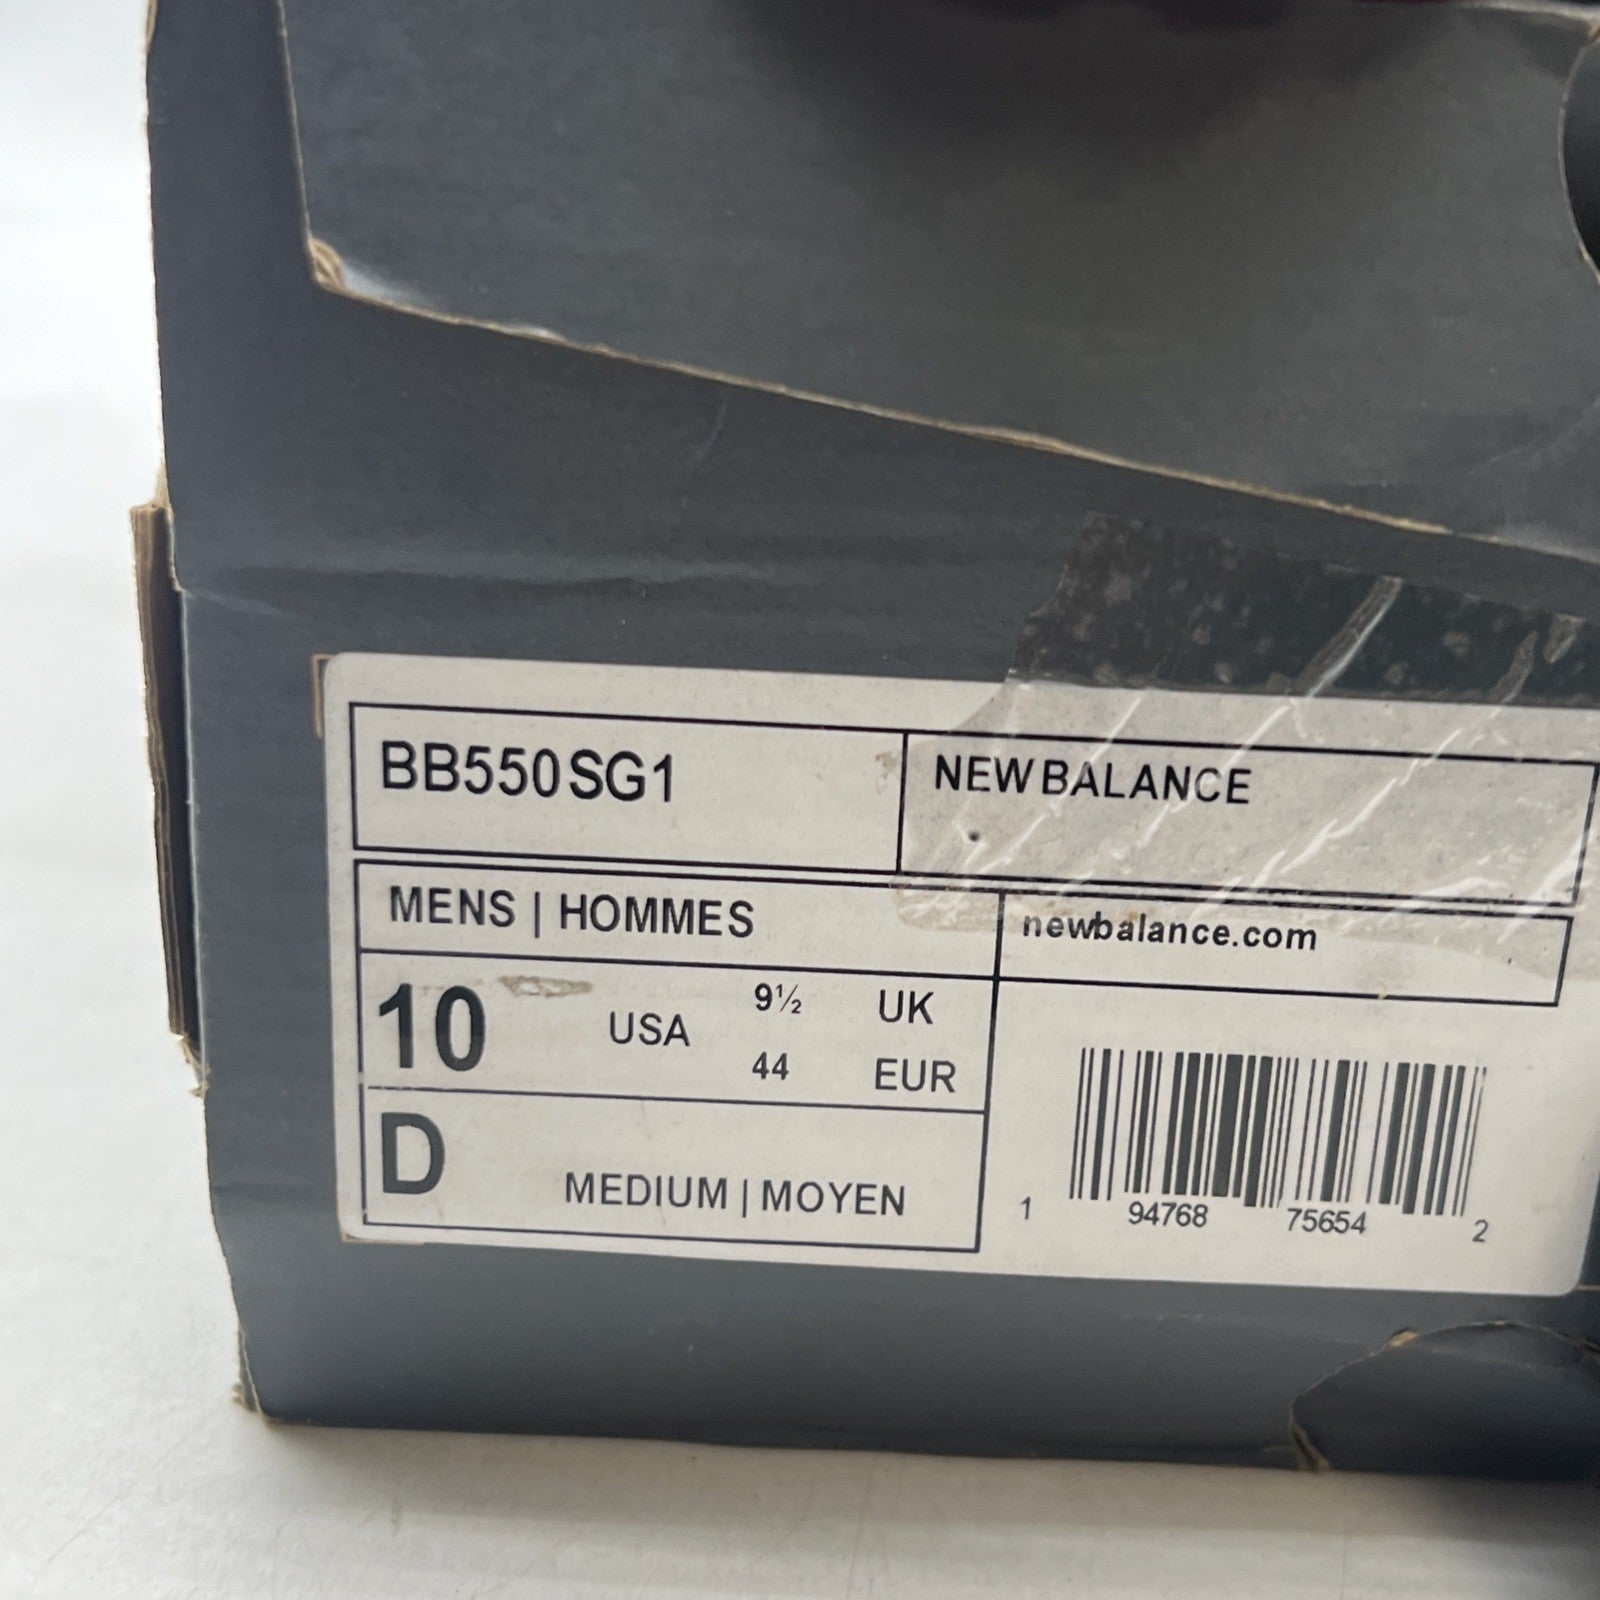 BB550SG1
NEW BALANCE
MENS | HOMMES
newbalance.com
10 USA 9½ UK
44 EUR
D
MEDIUM | MOYEN
1 94768 75654 2